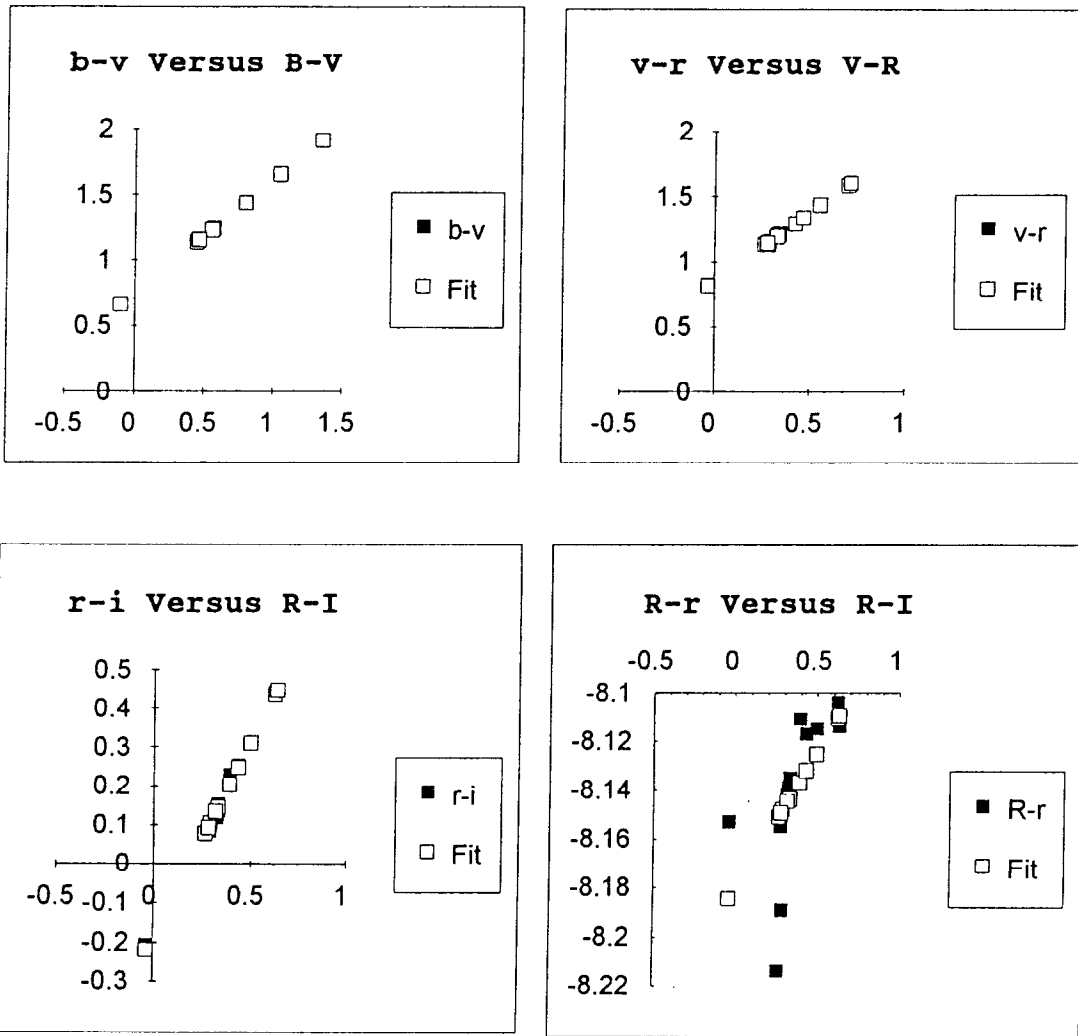 b-v Versus B-V
2
1.5
1
0.5
0
-0.5 0 0.5 1 1.5
b-v
Fit
v-r Versus V-R
2
1.5
1
0.5
0
-0.5 0 0.5 1
v-r
Fit
r-i Versus R-I
0.5
0.4
0.3
0.2
0.1
0
-0.5 0 0.5 1
-0.1
-0.2
-0.3
r-i
Fit
R-r Versus R-I
-0.5 0 0.5 1
-8.1
-8.12
-8.14
-8.16
-8.18
-8.2
-8.22
R-r
Fit